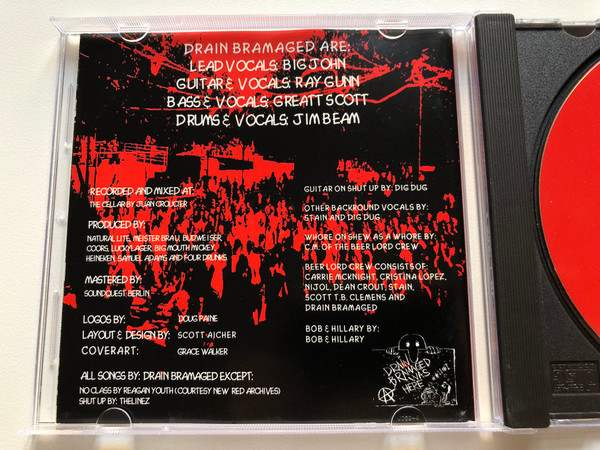 DRAIN BRAMAGED ARE:
LEAD VOCALS: BIG JOHN
GUITAR & VOCALS: RAY GUNN
BASS & VOCALS: GREATT SCOTT
DRUMS & VOCALS: JIM BEAM
RECORDED AND MIXED AT:
THE CELLAR BY JUAN CROUCIER
PRODUCED BY:
NATURAL LITE, MEISTER BRAU, BUDWEISER,
COORS, LUCKY LAGER, BIG MOUTH MICKEY,
HEINEKEN, SAMUEL ADAMS AND FOUR DRUNKS.
MASTERED BY:
SOUNDQUEST BERLIN
LOGOS BY: DOUG PAINE
LAYOUT & DESIGN BY: SCOTT AICHER
COVERART: GRACE WALKER
ALL SONGS BY: DRAIN BRAMAGED EXCEPT:
NO CLASS BY REAGAN YOUTH (COURTESY NEW RED ARCHIVES)
SHUT UP BY: THELINEZ
GUITAR ON SHUT UP BY: DIG DUG
OTHER BACKROUND VOCALS BY:
STAIN AND DIG DUG
WHORE ON SHEW AS A WHORE BY:
C.M. OF THE BEER LORD CREW
BEER LORD CREW CONSISTS OF:
CARRIE MCKNIGHT, CRISTINA LOPEZ,
NIJOL, DEAN CROUT, STAIN,
SCOTT T.B. CLEMENS AND
DRAIN BRAMAGED
BOB & HILLARY BY:
BOB & HILLARY
DRAIN
BRAMAGED
WAS
HERE